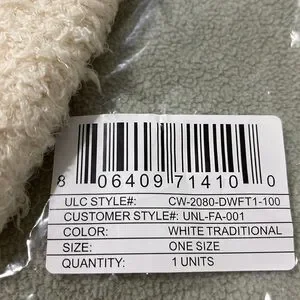 8 06409 71410 0
ULC STYLE#: CW-2080-DWFT1-100
CUSTOMER STYLE#: UNL-FA-001
COLOR: WHITE TRADITIONAL
SIZE: ONE SIZE
QUANTITY: 1 UNITS